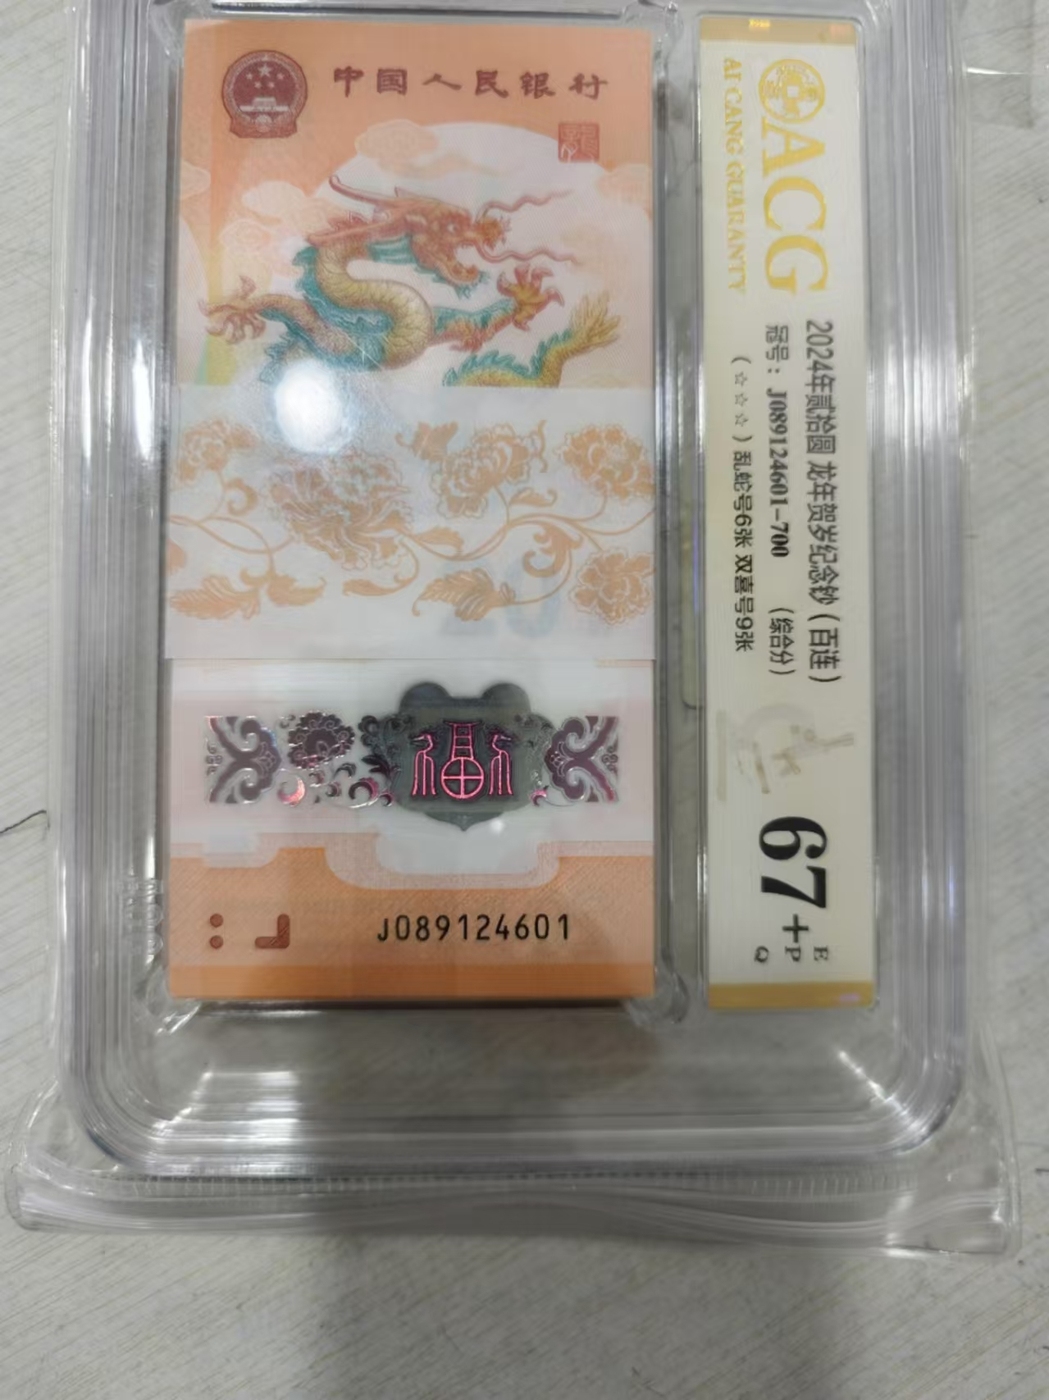 中国人民银行
福
J089124601
ACG
AI CANG GUARANTY
2024年贰拾圆 龙年贺岁纪念钞(百连)
冠号:J089124601-700 (综合分)
(☆☆☆)乱蛇号6张 双喜号9张
67+
E
P
Q